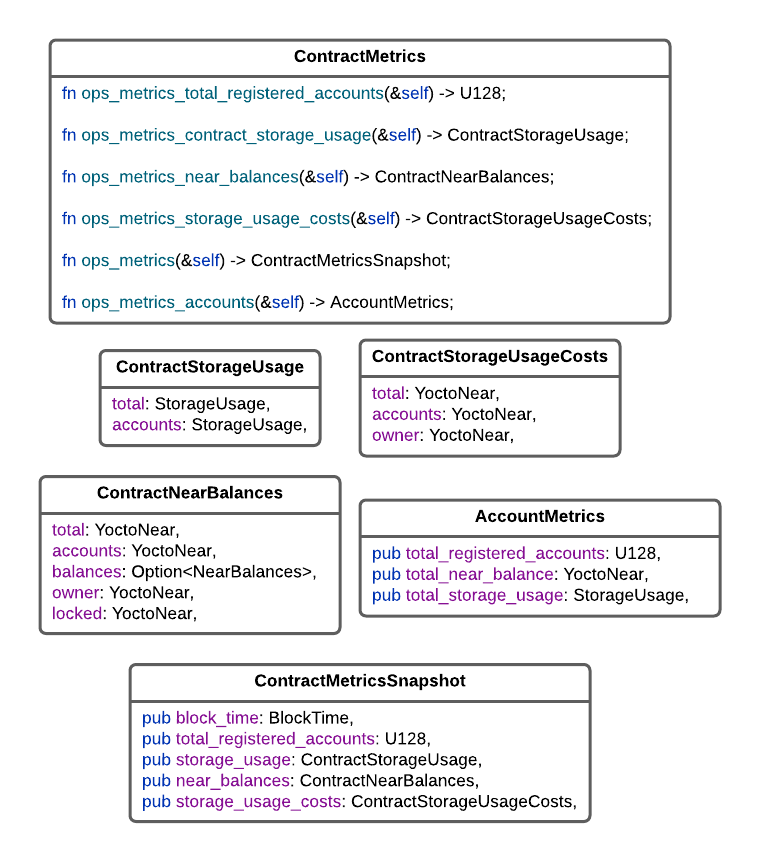 ContractMetrics
fn ops_metrics_total_registered_accounts(&self) -> U128;
fn ops_metrics_contract_storage_usage(&self) -> ContractStorageUsage;
fn ops_metrics_near_balances(&self) -> ContractNearBalances;
fn ops_metrics_storage_usage_costs(&self) -> ContractStorageUsageCosts;
fn ops_metrics(&self) -> ContractMetricsSnapshot;
fn ops_metrics_accounts(&self) -> AccountMetrics;
ContractStorageUsage
total: StorageUsage,
accounts: StorageUsage,
ContractStorageUsageCosts
total: YoctoNear,
accounts: YoctoNear,
owner: YoctoNear,
ContractNearBalances
total: YoctoNear,
accounts: YoctoNear,
balances: Option<NearBalances>,
owner: YoctoNear,
locked: YoctoNear,
AccountMetrics
pub total_registered_accounts: U128,
pub total_near_balance: YoctoNear,
pub total_storage_usage: StorageUsage,
ContractMetricsSnapshot
pub block_time: BlockTime,
pub total_registered_accounts: U128,
pub storage_usage: ContractStorageUsage,
pub near_balances: ContractNearBalances,
pub storage_usage_costs: ContractStorageUsageCosts,